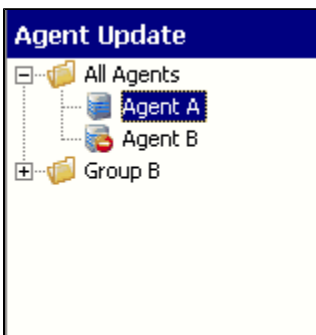 Agent Update
All Agents
Agent A
Agent B
Group B